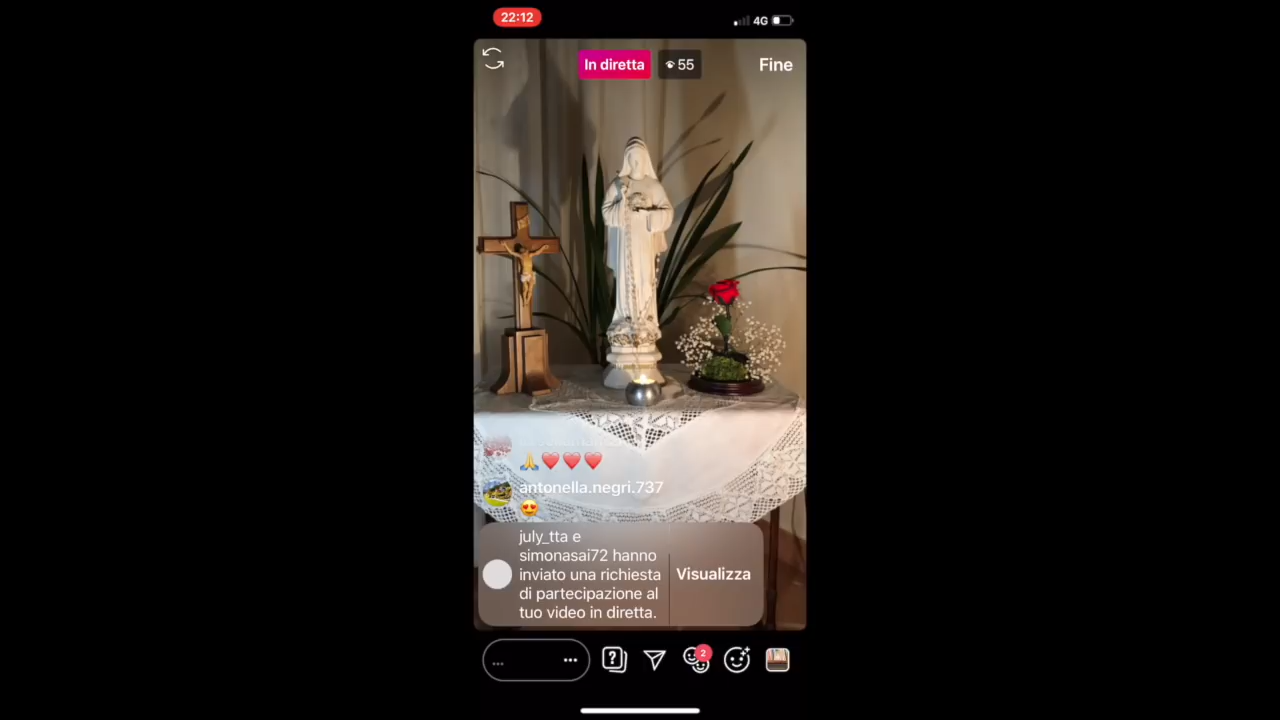 22:12
4G
In diretta
55
Fine
antonella.negri.737
july_tta e
simonasai72 hanno
inviato una richiesta
di partecipazione al
tuo video in diretta.
Visualizza
...
2